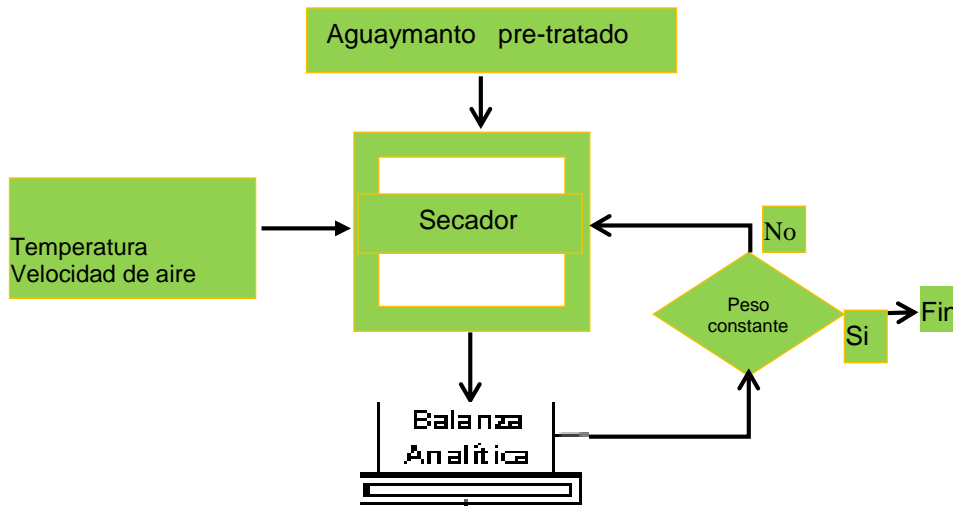 Aguaymanto pre-tratado
Temperatura
Velocidad de aire
Secador
No
Peso
constante
Si
Fin
Balanza
Analítica